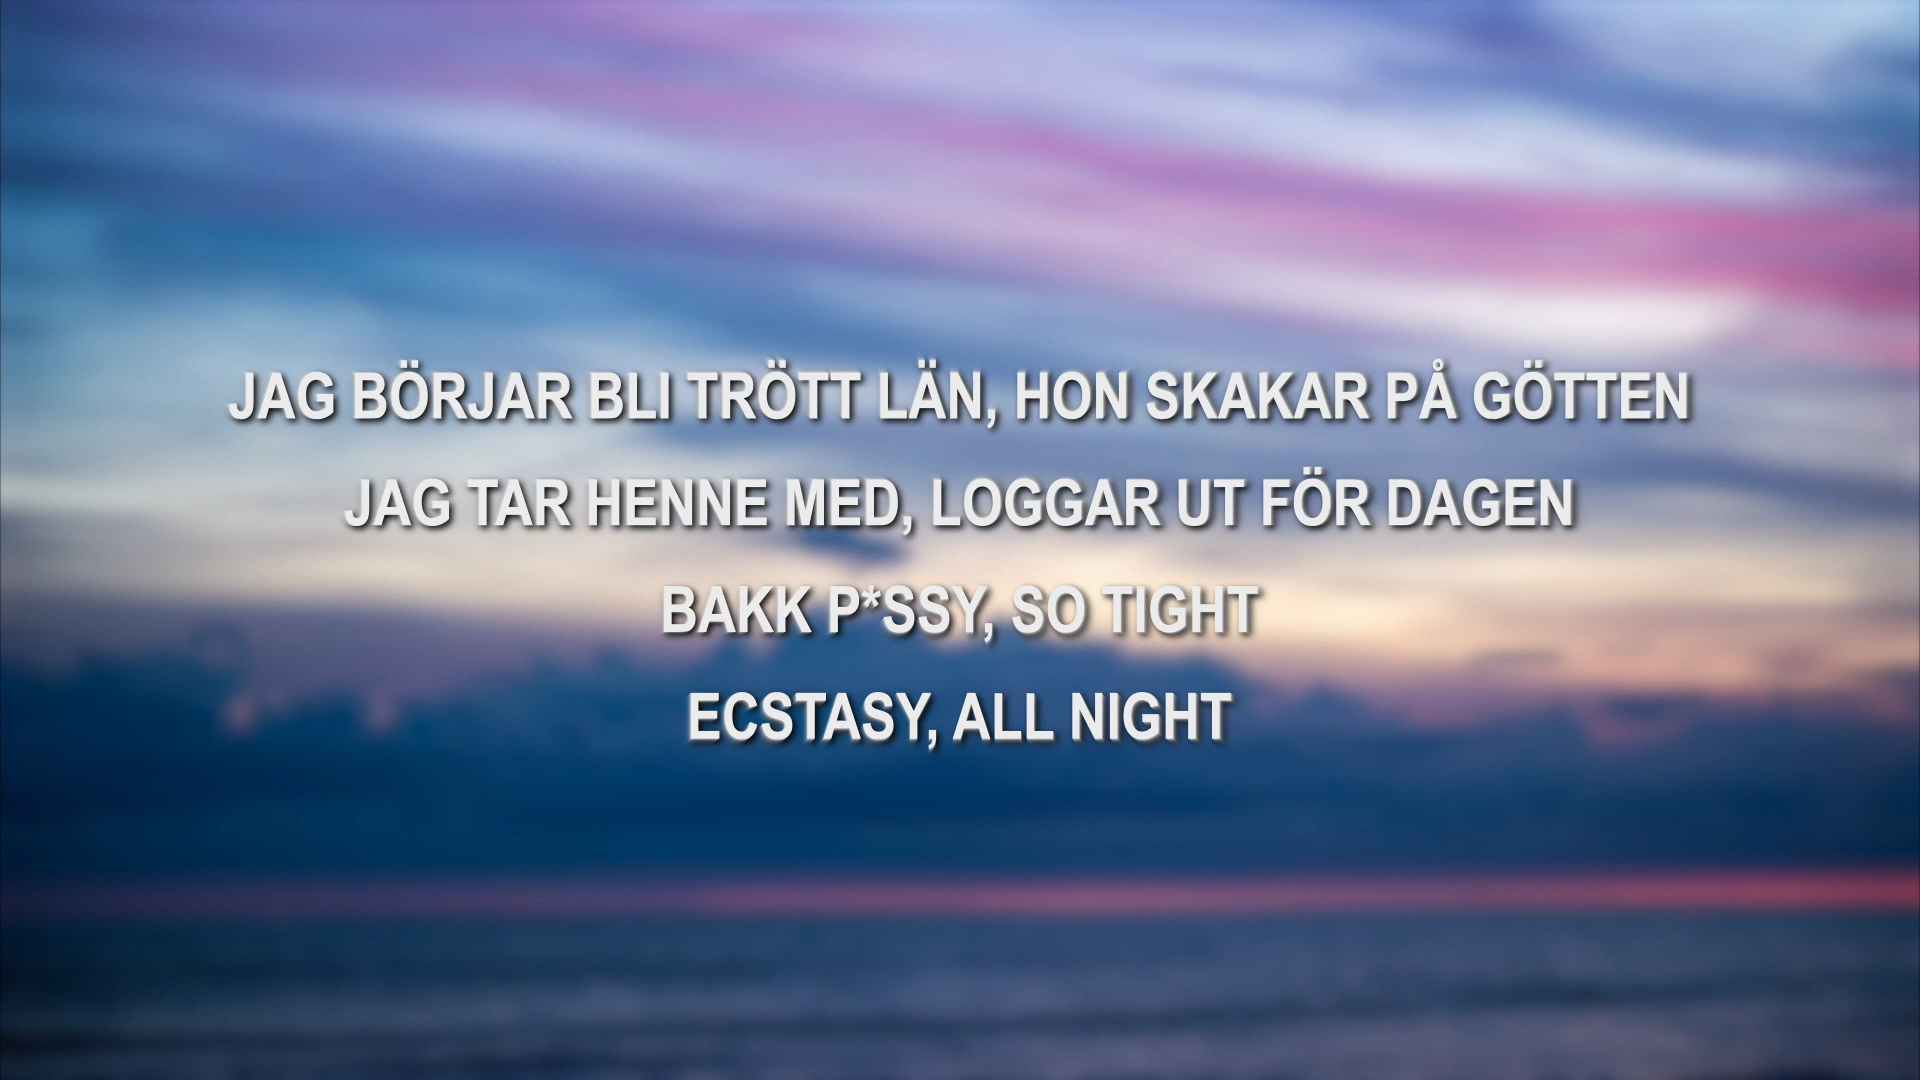 JAG BÖRJAR BLI TRÖTT LÄN, HON SKAKAR PÅ GÖTTEN
JAG TAR HENNE MED, LOGGAR UT FÖR DAGEN
BAKK P*SSY, SO TIGHT
ECSTASY, ALL NIGHT